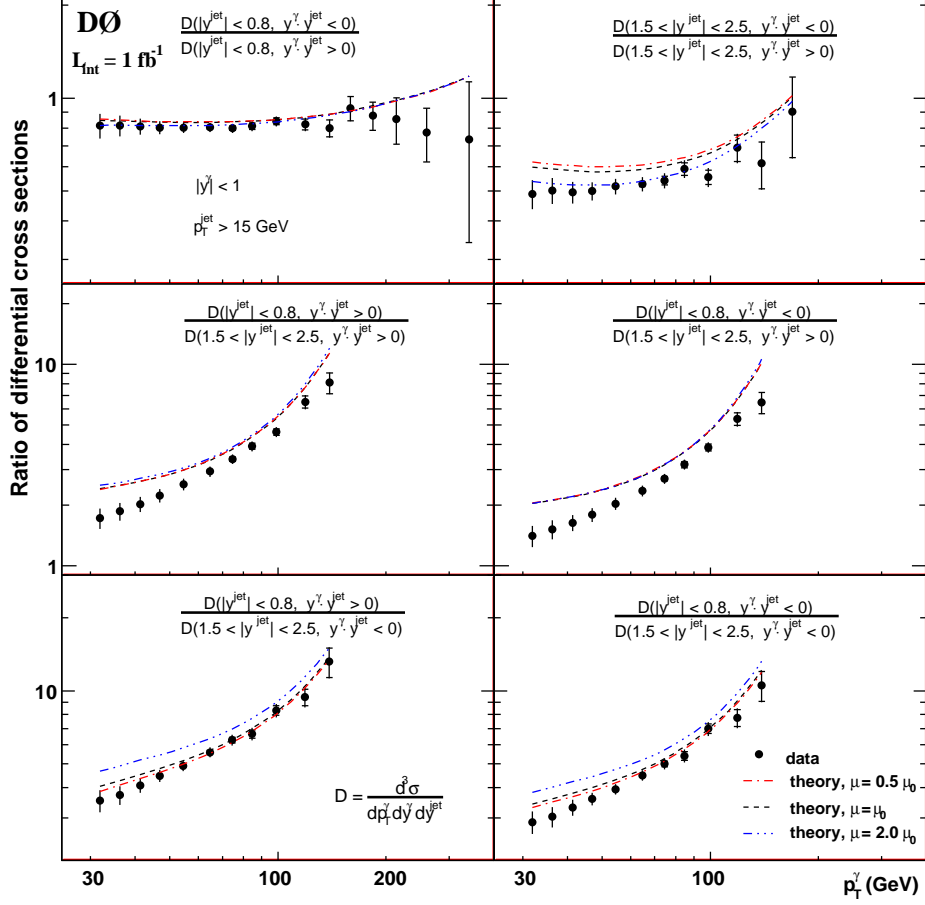 DØ
L_int = 1 fb⁻¹
D(|y^jet| < 0.8, y^γ · y^jet < 0)
D(|y^jet| < 0.8, y^γ · y^jet > 0)
|y^γ| < 1
p_T^jet > 15 GeV
1
D(1.5 < |y^jet| < 2.5, y^γ · y^jet < 0)
D(1.5 < |y^jet| < 2.5, y^γ · y^jet > 0)
Ratio of differential cross sections
D(|y^jet| < 0.8, y^γ · y^jet > 0)
D(1.5 < |y^jet| < 2.5, y^γ · y^jet > 0)
10
1
D(|y^jet| < 0.8, y^γ · y^jet < 0)
D(1.5 < |y^jet| < 2.5, y^γ · y^jet > 0)
D(|y^jet| < 0.8, y^γ · y^jet > 0)
D(1.5 < |y^jet| < 2.5, y^γ · y^jet < 0)
10
D = d³σ / dp_T^γ dy^γ dy^jet
D(|y^jet| < 0.8, y^γ · y^jet < 0)
D(1.5 < |y^jet| < 2.5, y^γ · y^jet < 0)
data
theory, μ = 0.5 μ₀
theory, μ = μ₀
theory, μ = 2.0 μ₀
30 100 200 30 100
p_T^γ (GeV)